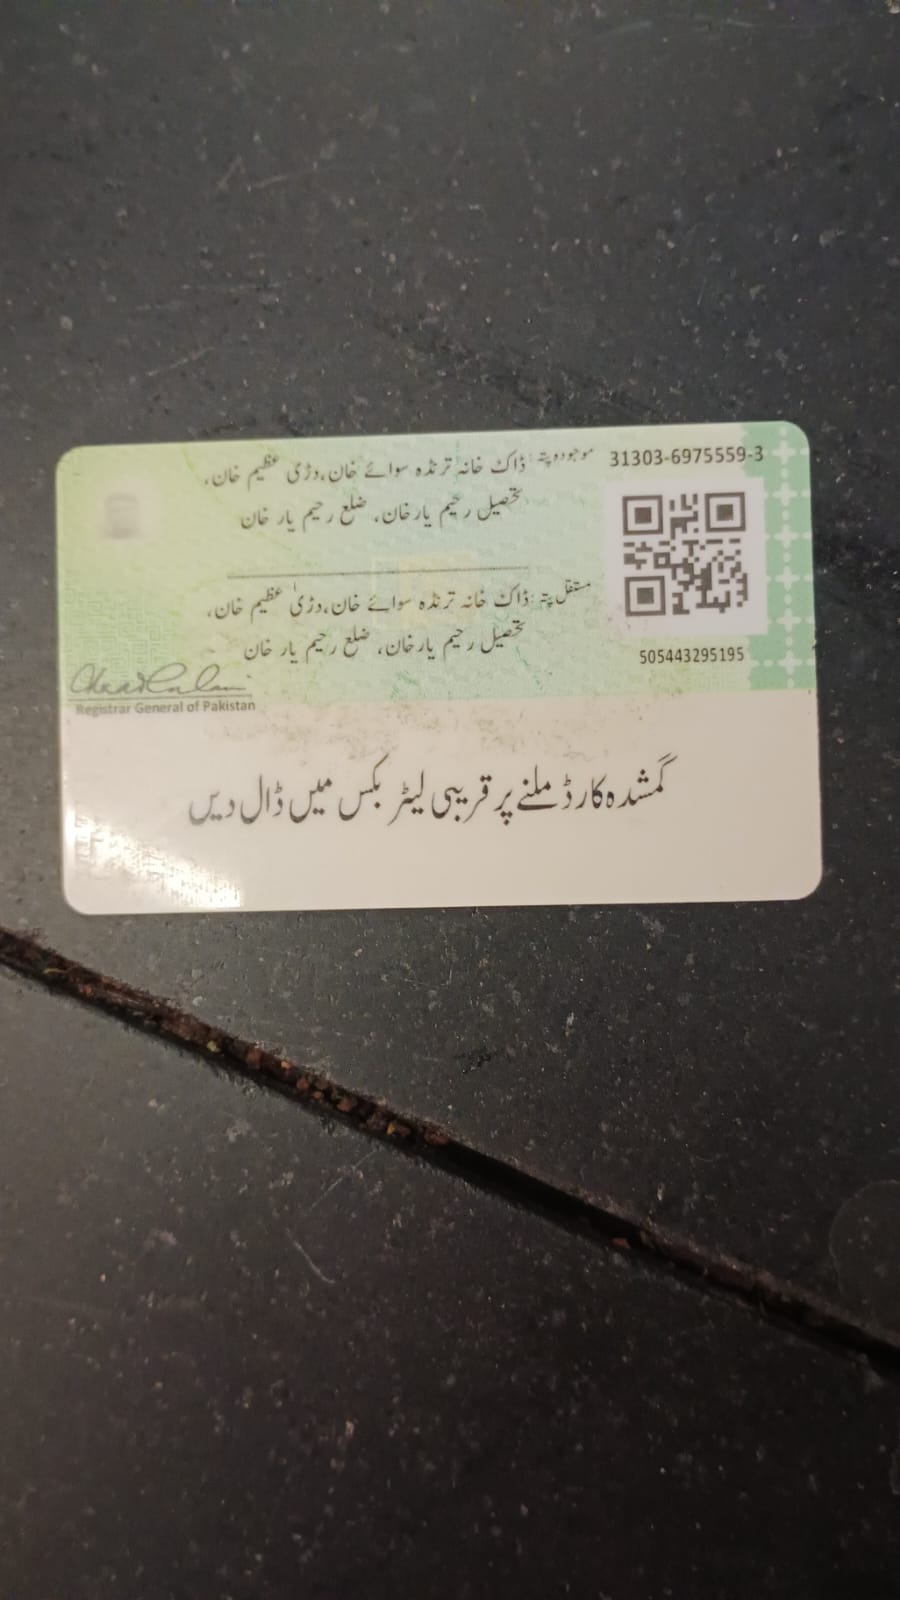 31303-6975559-3
موجودہ پتہ: ڈاک خانہ ترنڈہ سوائے خان، دڑی عظیم خان،
تحصیل رحیم یار خان، ضلع رحیم یار خان
مستقل پتہ: ڈاک خانہ ترنڈہ سوائے خان، دڑی عظیم خان،
تحصیل رحیم یار خان، ضلع رحیم یار خان
505443295195
Registrar General of Pakistan
گمشدہ کارڈ ملنے پر قریبی لیٹر بکس میں ڈال دیں